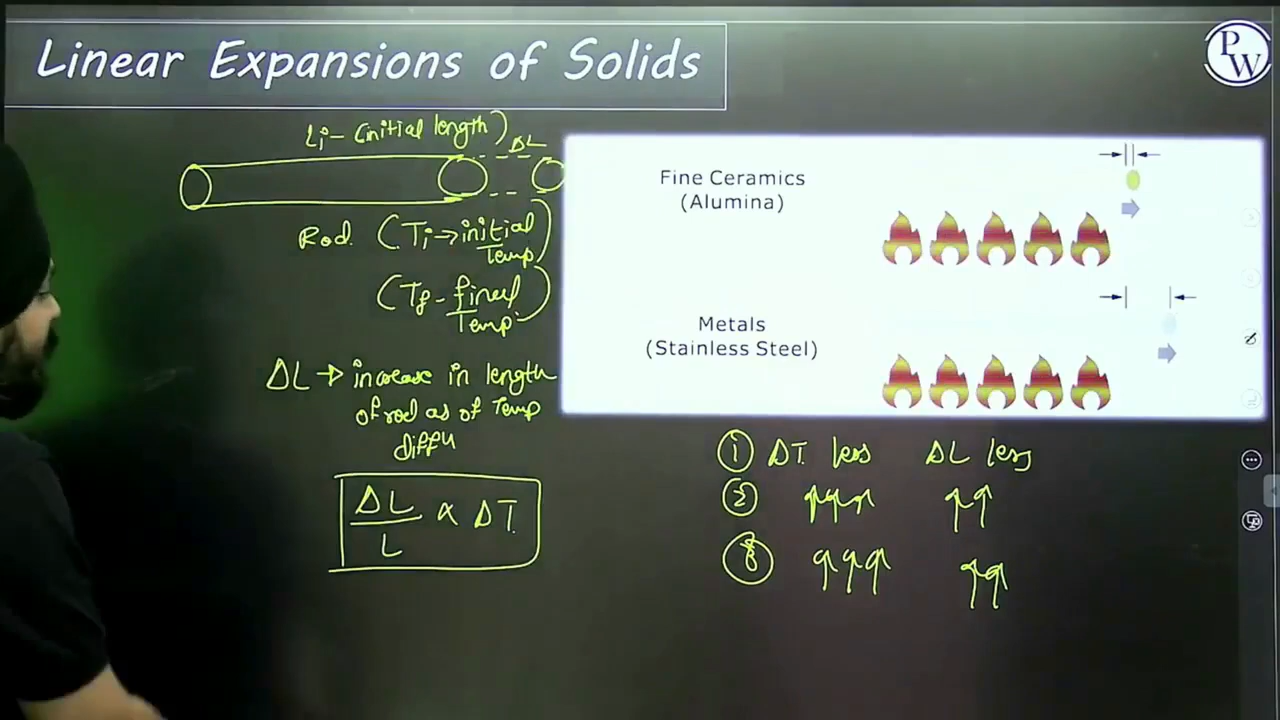 Linear Expansions of Solids
PW
Li - (initial length)
ΔL
Rod (Ti → initial
Temp)
(Tf - final
Temp)
ΔL → increase in length
of rod as of Temp
ΔL/L ∝ ΔT
Fine Ceramics
(Alumina)
Metals
(Stainless Steel)
① ΔT less ΔL less
② ↑↑↑ ↑↑
↑↑↑ ↑↑